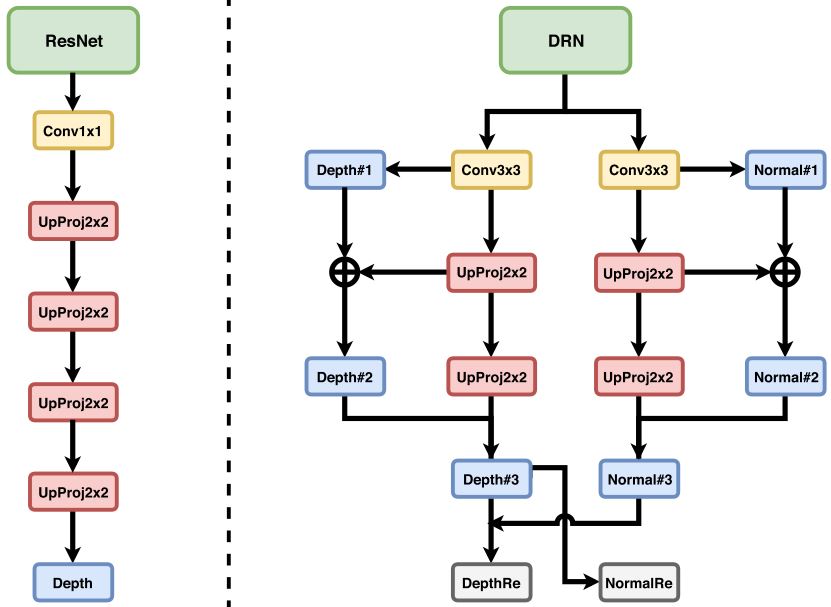 ResNet
Conv1x1
UpProj2x2
UpProj2x2
UpProj2x2
UpProj2x2
Depth
DRN
Depth#1
Conv3x3
Conv3x3
Normal#1
UpProj2x2
UpProj2x2
Depth#2
UpProj2x2
UpProj2x2
Normal#2
Depth#3
Normal#3
DepthRe
NormalRe